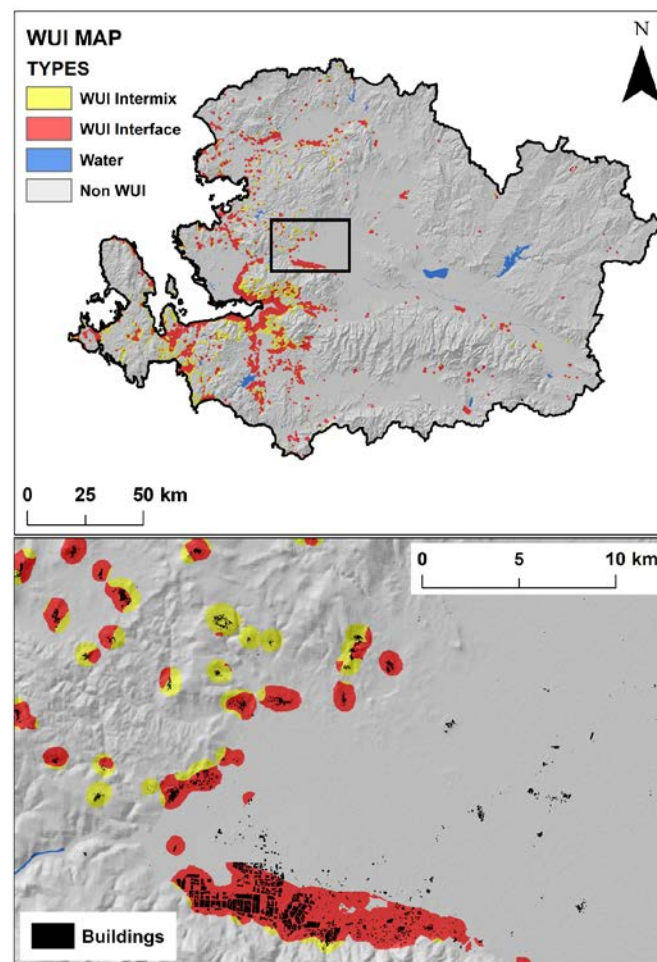 WUI MAP
TYPES
WUI Intermix
WUI Interface
Water
Non WUI
N
0 25 50 km
0 5 10 km
Buildings